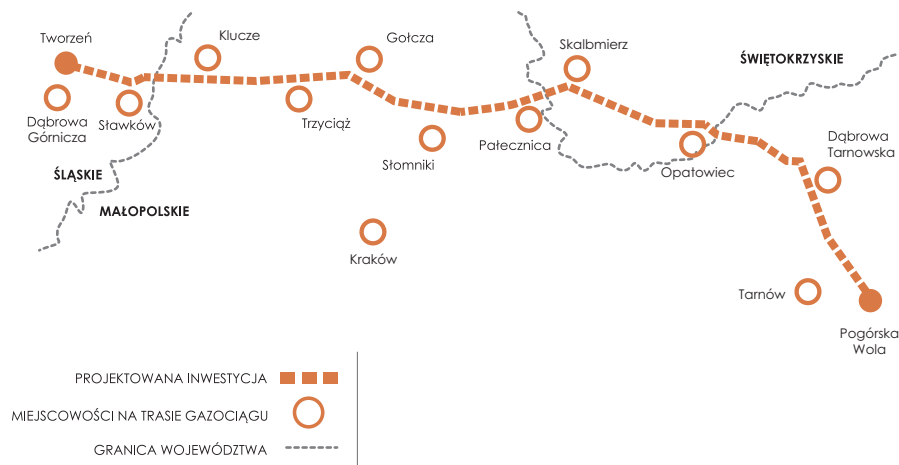 Tworzeń
Klucze
Gołcza
Skalbmierz
ŚWIĘTOKRZYSKIE
Dąbrowa
Górnicza
Sławków
Trzyciąż
Słomniki
Pałecznica
Opatowiec
Dąbrowa
Tarnowska
ŚLĄSKIE
MAŁOPOLSKIE
Kraków
Tarnów
Pogórska
Wola
PROJEKTOWANA INWESTYCJA
MIEJSCOWOŚCI NA TRASIE GAZOCIĄGU
GRANICA WOJEWÓDZTWA